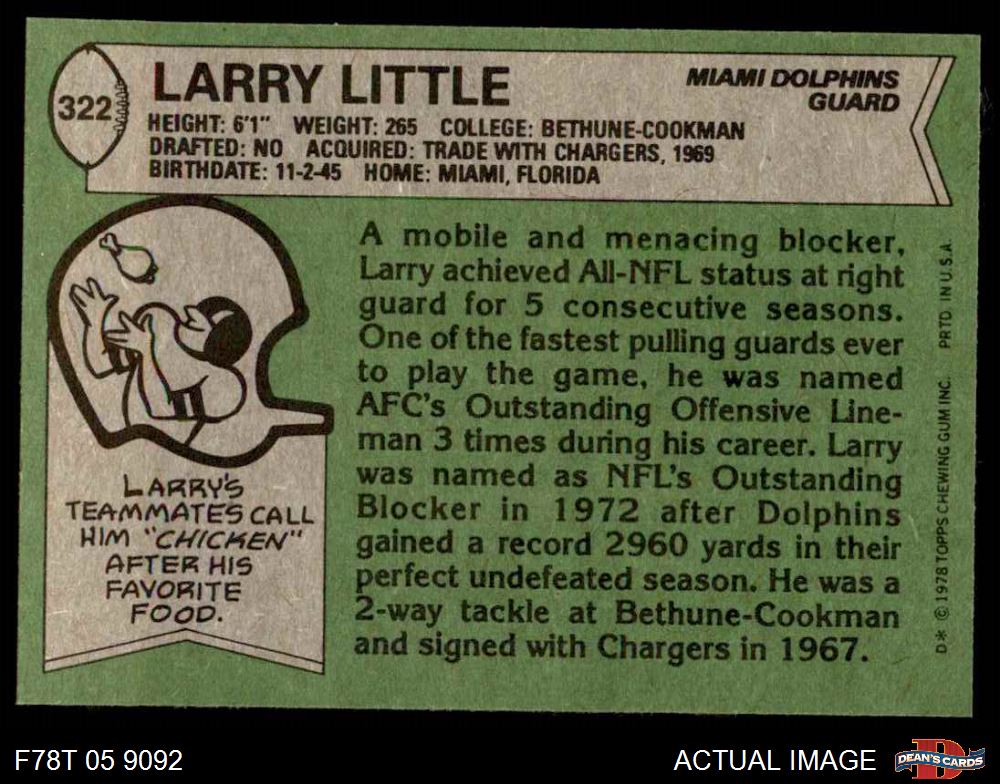 322
LARRY LITTLE
MIAMI DOLPHINS
GUARD
HEIGHT: 6'1" WEIGHT: 265 COLLEGE: BETHUNE-COOKMAN
DRAFTED: NO ACQUIRED: TRADE WITH CHARGERS, 1969
BIRTHDATE: 11-2-45 HOME: MIAMI, FLORIDA
LARRY'S
TEAMMATES CALL
HIM "CHICKEN"
AFTER HIS
FAVORITE
FOOD.
A mobile and menacing blocker,
Larry achieved All-NFL status at right
guard for 5 consecutive seasons.
One of the fastest pulling guards ever
to play the game, he was named
AFC's Outstanding Offensive Line-
man 3 times during his career. Larry
was named as NFL's Outstanding
Blocker in 1972 after Dolphins
gained a record 2960 yards in their
perfect undefeated season. He was a
2-way tackle at Bethune-Cookman
and signed with Chargers in 1967.
D* © 1978 TOPPS CHEWING GUM INC. PRTD. IN U.S.A.
F78T 05 9092
ACTUAL IMAGE
D
DEAN'S CARDS